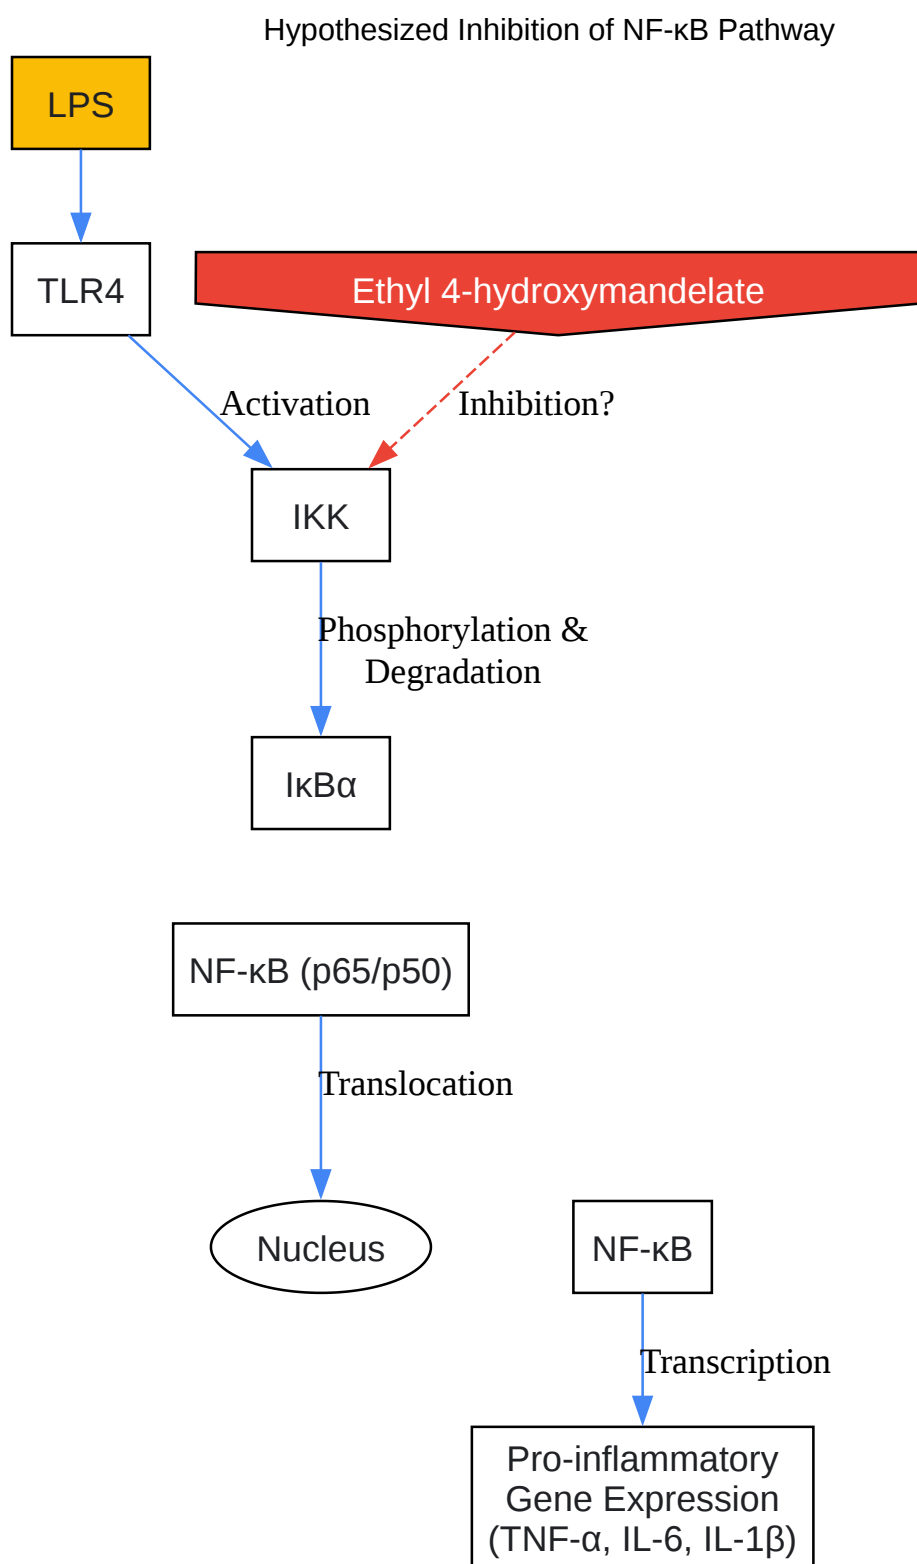 Hypothesized Inhibition of NF-κB Pathway
LPS
TLR4
Ethyl 4-hydroxymandelate
Activation
Inhibition?
IKK
Phosphorylation &
Degradation
IκBα
NF-κB (p65/p50)
Translocation
Nucleus
NF-κB
Transcription
Pro-inflammatory
Gene Expression
(TNF-α, IL-6, IL-1β)